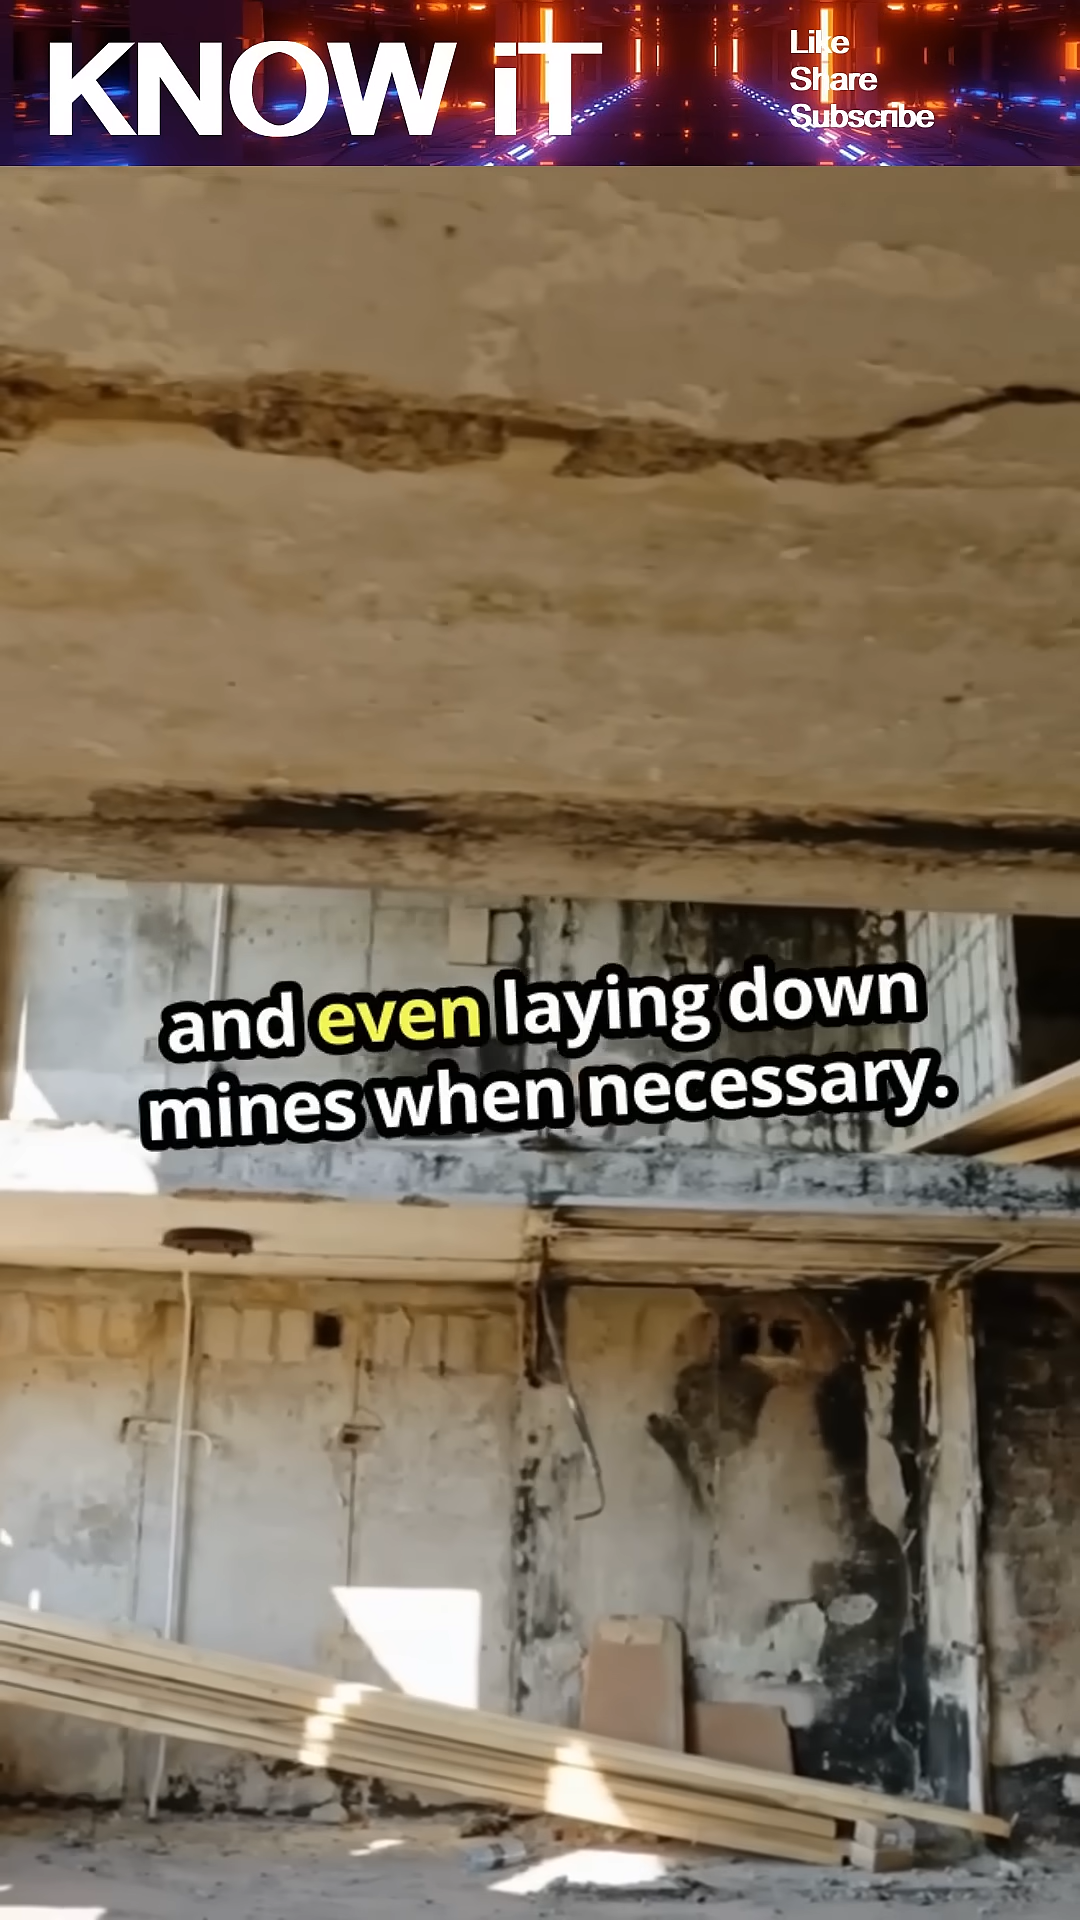 KNOW iT
Like
Share
Subscribe
and even laying down
mines when necessary.